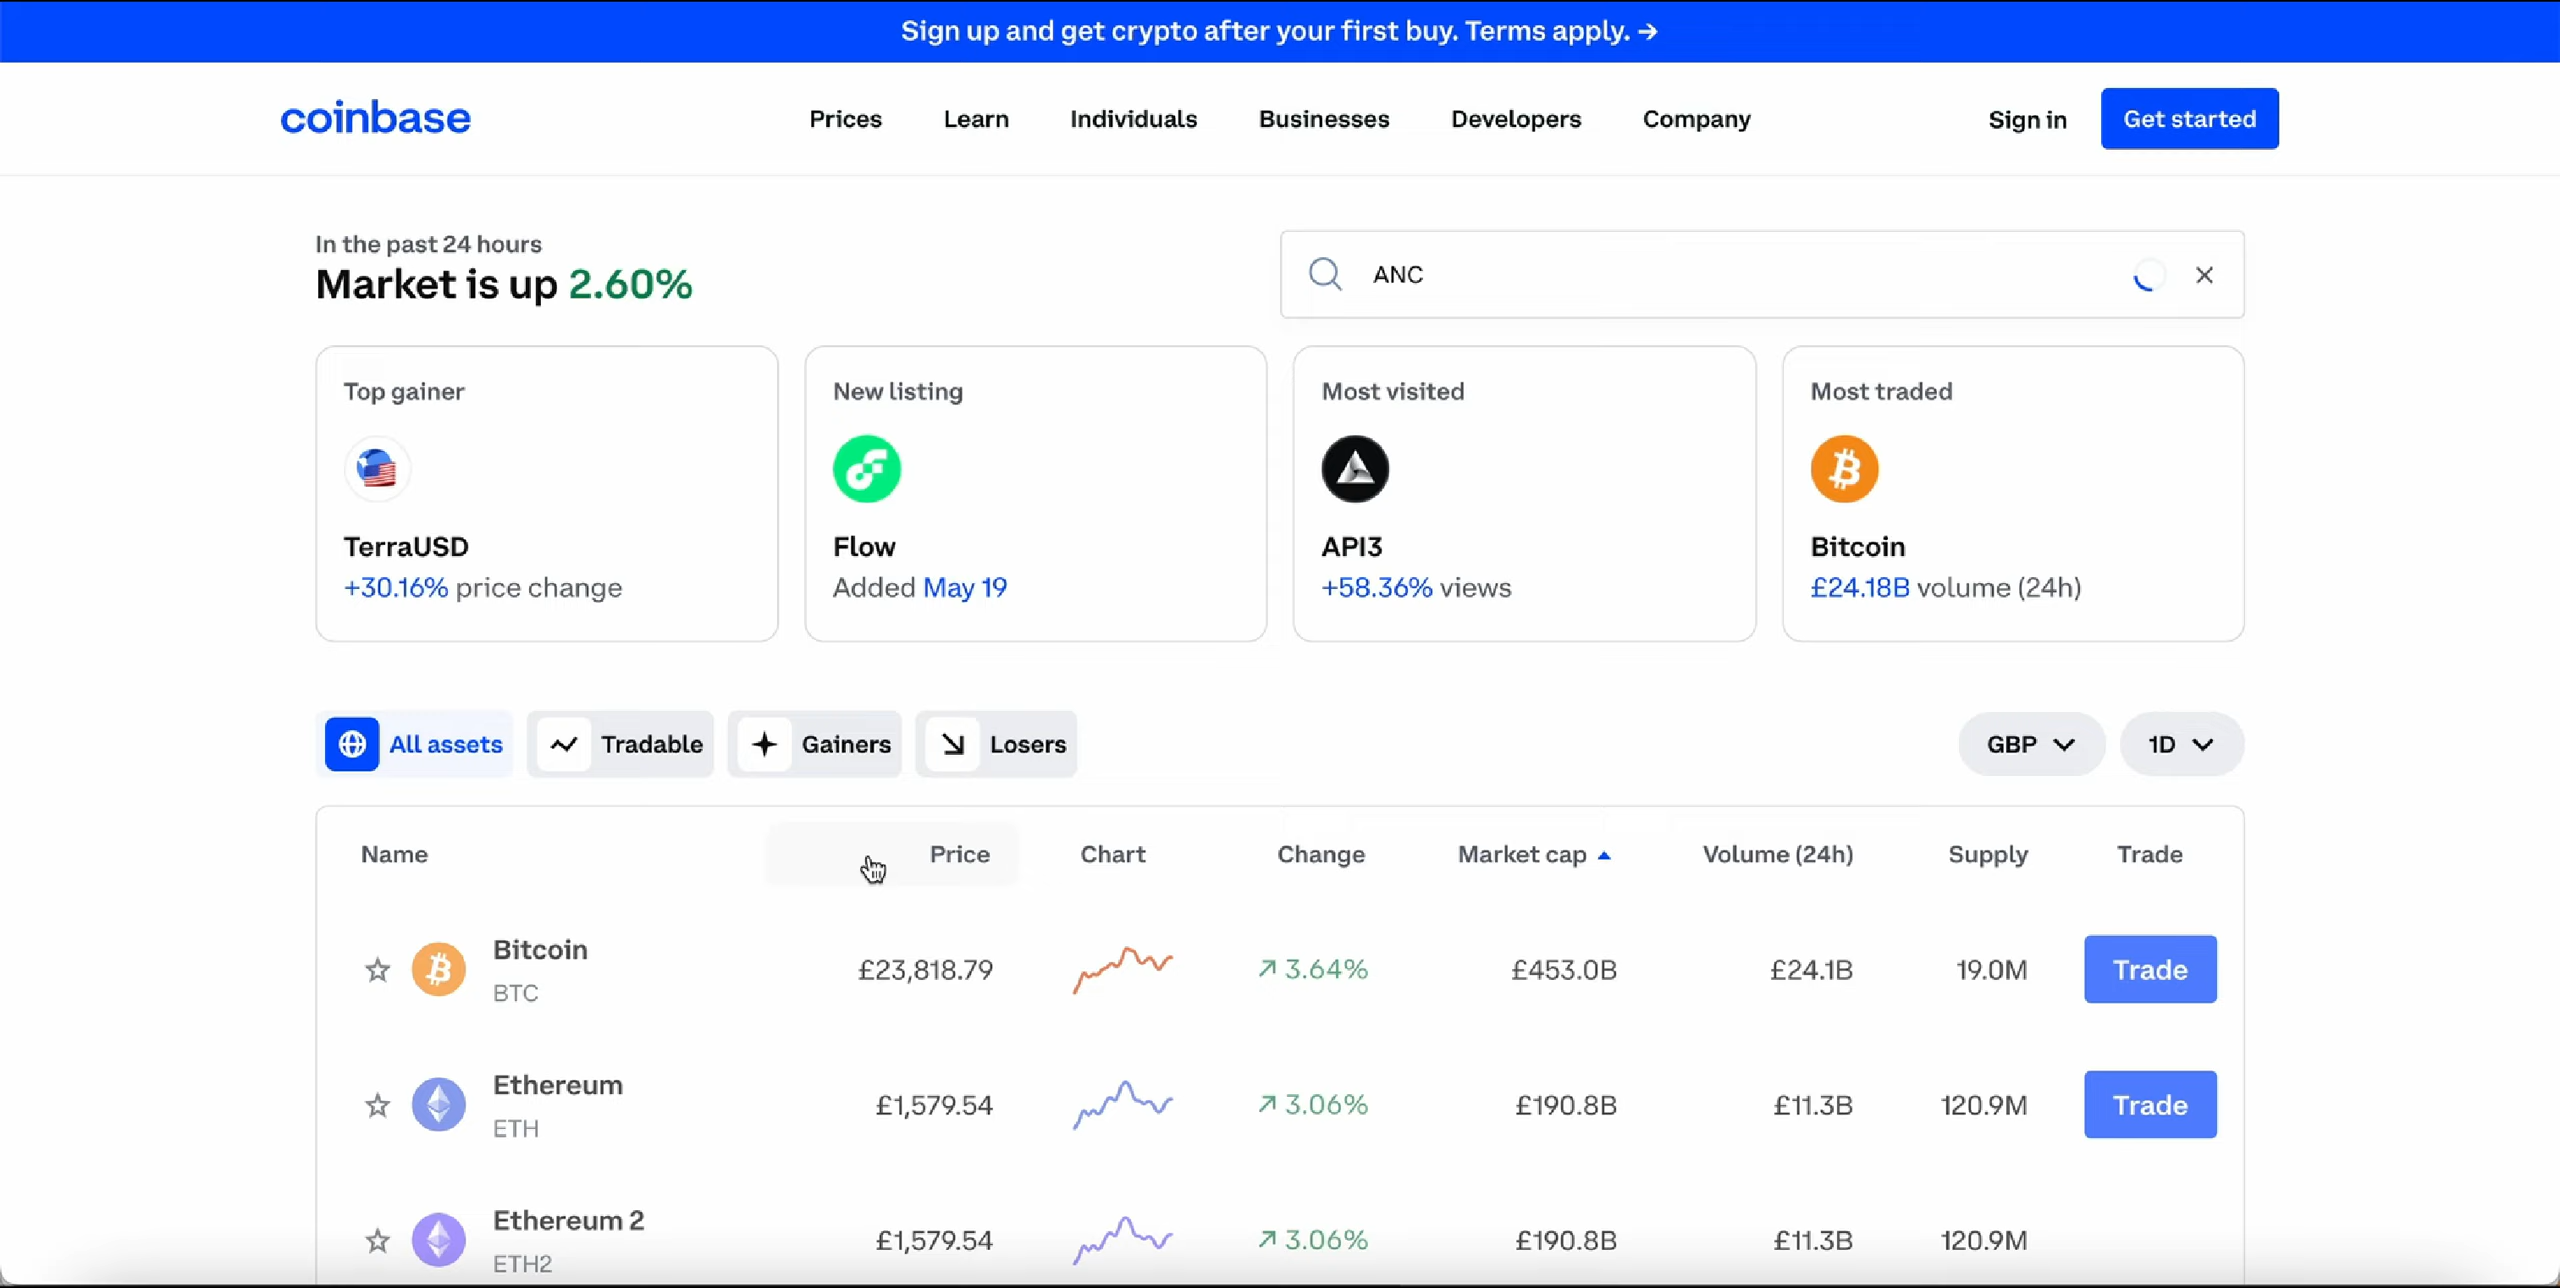 Sign up and get crypto after your first buy. Terms apply. →
coinbase
Prices Learn Individuals Businesses Developers Company Sign in Get started
In the past 24 hours
Market is up 2.60%
ANC
Top gainer
TerraUSD
+30.16% price change
New listing
Flow
Added May 19
Most visited
API3
+58.36% views
Most traded
Bitcoin
£24.18B volume (24h)
All assets Tradable Gainers Losers GBP 1D
Name Price Chart Change Market cap Volume (24h) Supply Trade
Bitcoin
BTC
£23,818.79 3.64% £453.0B £24.1B 19.0M Trade
Ethereum
ETH
£1,579.54 3.06% £190.8B £11.3B 120.9M Trade
Ethereum 2
ETH2
£1,579.54 3.06% £190.8B £11.3B 120.9M